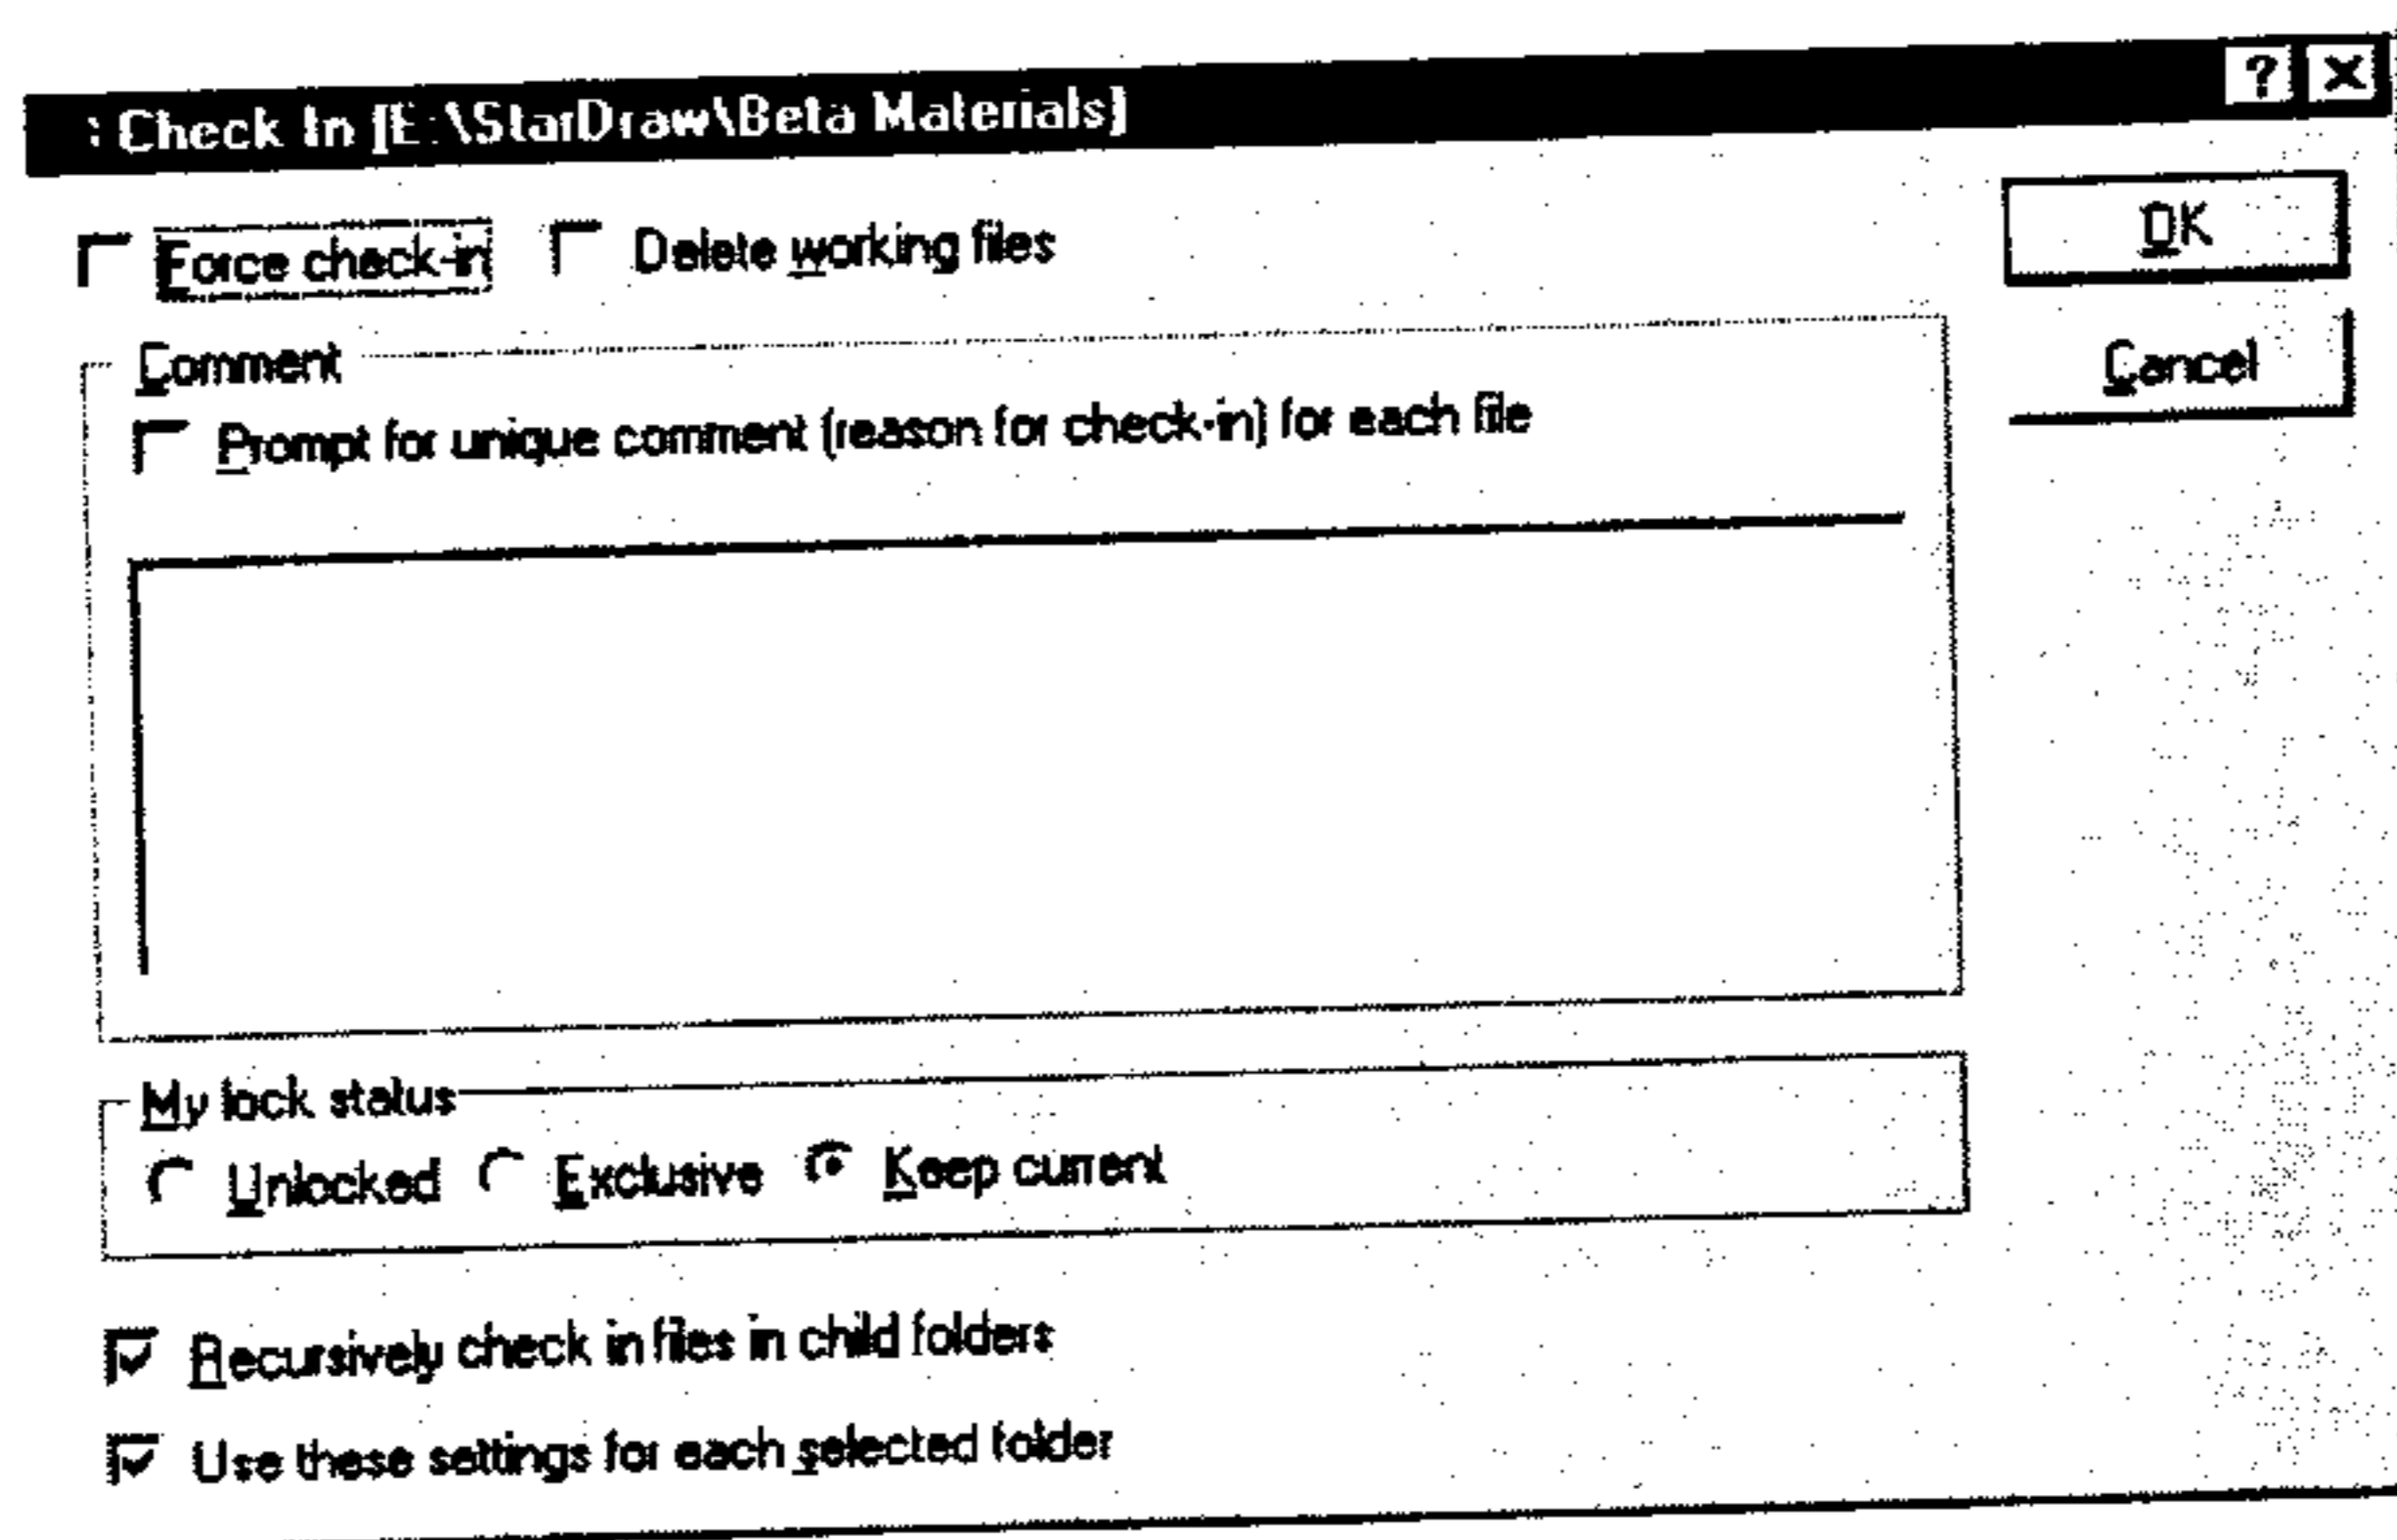 Check In [E:\StarDraw\Beta Materials] ? X
Force check-in Delete working files
OK
Comment
Cancel
Prompt for unique comment (reason for check-in) for each file
My lock status
Unlocked Exclusive Keep current
Recursively check in files in child folders
Use these settings for each selected folder